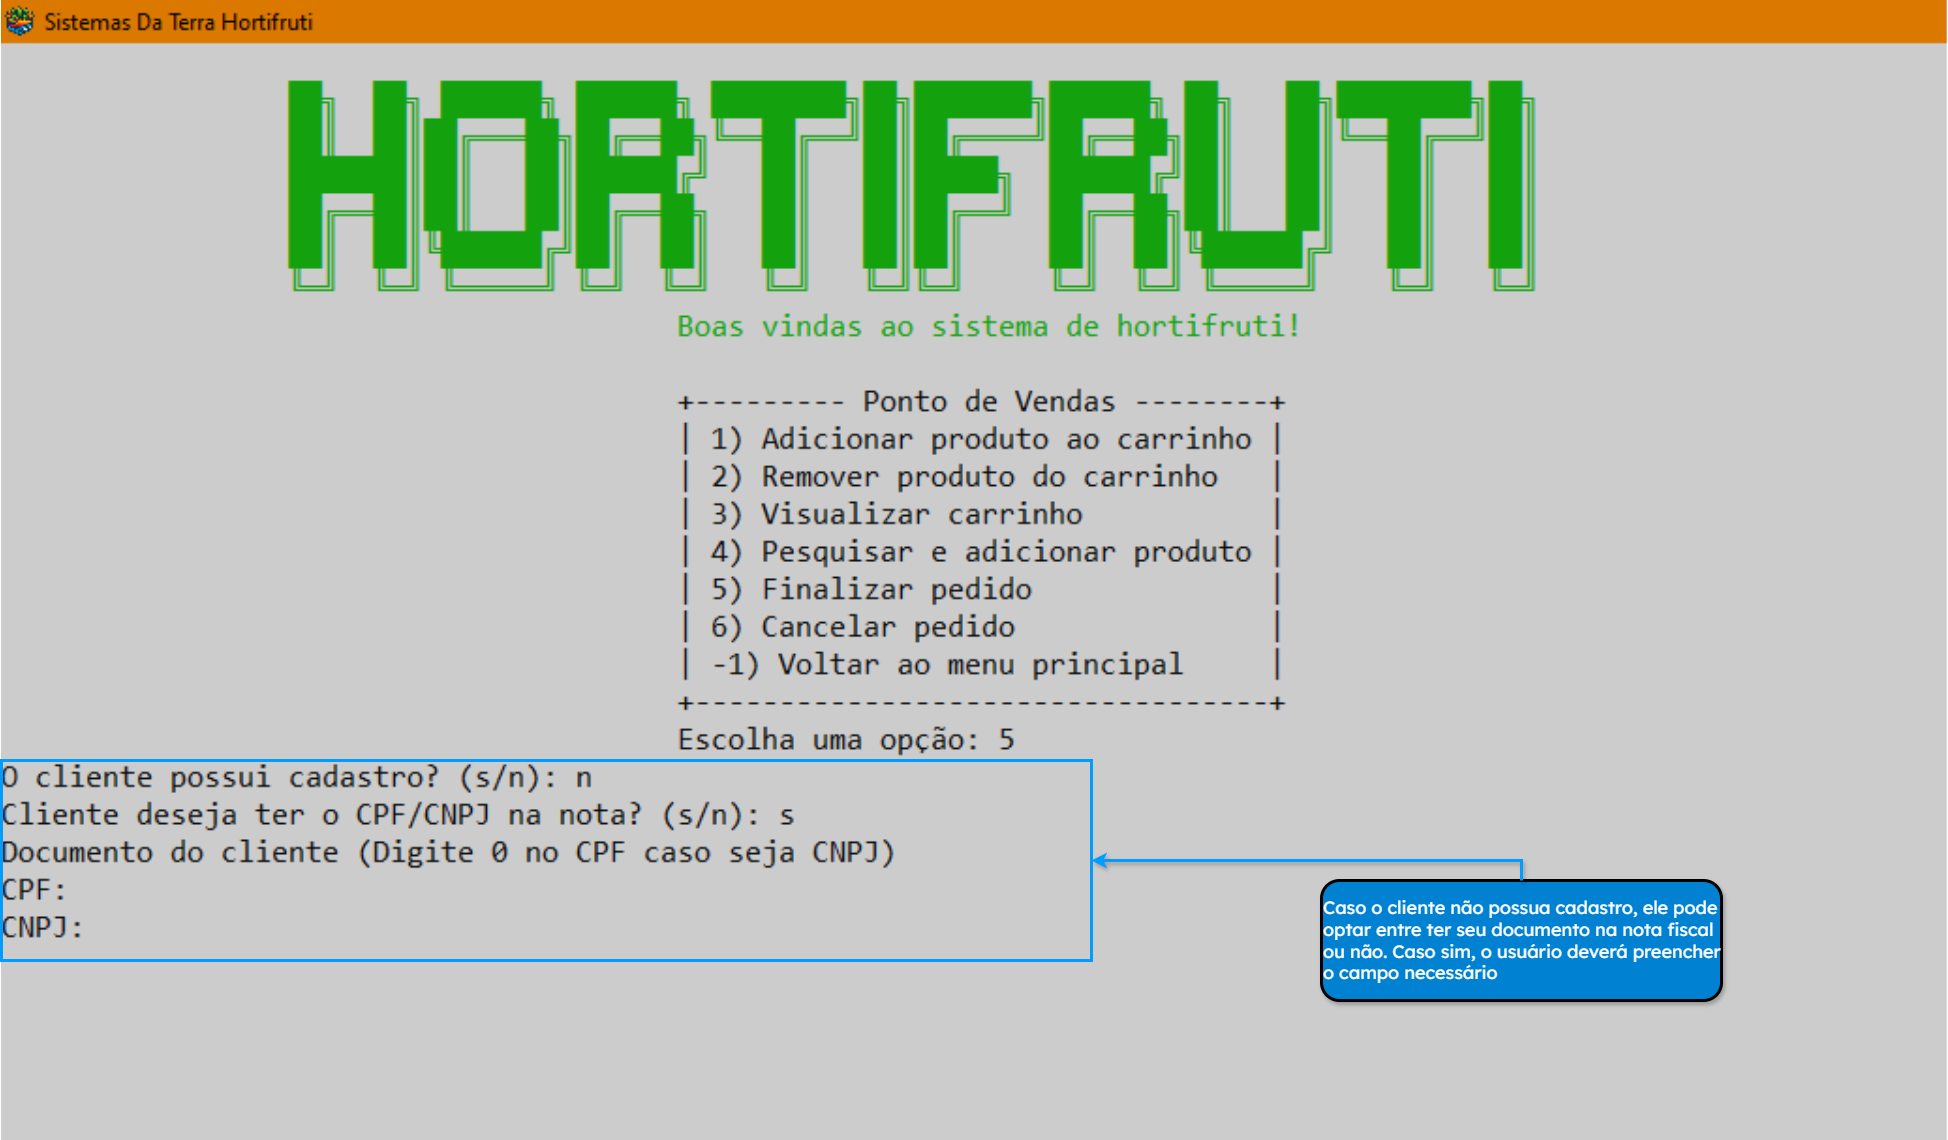 Sistemas Da Terra Hortifruti
HORTIFRUTI
Boas vindas ao sistema de hortifruti!
+--------- Ponto de Vendas --------+
| 1) Adicionar produto ao carrinho |
| 2) Remover produto do carrinho   |
| 3) Visualizar carrinho           |
| 4) Pesquisar e adicionar produto |
| 5) Finalizar pedido              |
| 6) Cancelar pedido               |
| -1) Voltar ao menu principal     |
+----------------------------------+
Escolha uma opção: 5
O cliente possui cadastro? (s/n): n
Cliente deseja ter o CPF/CNPJ na nota? (s/n): s
Documento do cliente (Digite 0 no CPF caso seja CNPJ)
CPF:
CNPJ:
Caso o cliente não possua cadastro, ele pode
optar entre ter seu documento na nota fiscal
ou não. Caso sim, o usuário deverá preencher
o campo necessário